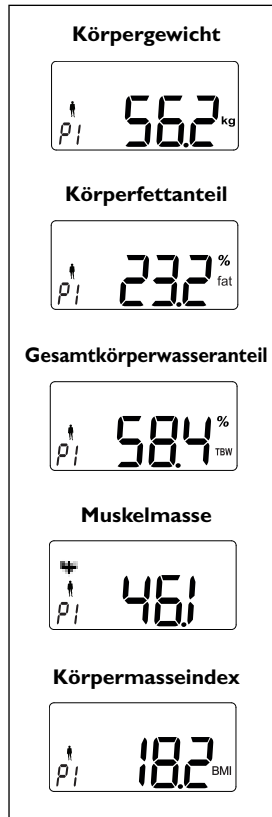 Körpergewicht
P1 56.2 kg
Körperfettanteil
P1 23.2 % fat
Gesamtkörperwasseranteil
P1 58.4 % TBW
Muskelmasse
P1 46.1
Körpermasseindex
P1 18.2 BMI